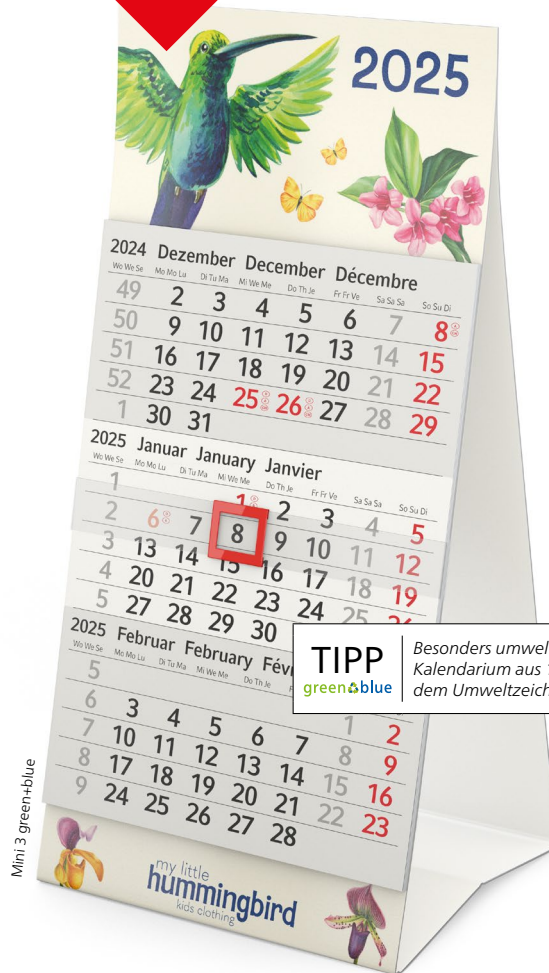 2025
2024 Dezember December Décembre
Wo We Se Mo Mo Lu Di Tu Ma Mi We Me Do Th Je Fr Fr Ve Sa Sa Sa So Su Di
49 2 3 4 5 6 7 8
50 9 10 11 12 13 14 15
51 16 17 18 19 20 21 22
52 23 24 25 26 27 28 29
1 30 31
2025 Januar January Janvier
Wo We Se Mo Mo Lu Di Tu Ma Mi We Me Do Th Je Fr Fr Ve Sa Sa Sa So Su Di
1 1 2 3 4 5
2 6 7 8 9 10 11 12
3 13 14 15 16 17 18 19
4 20 21 22 23 24 25
5 27 28 29 30
TIPP
green blue
Besonders umwel
Kalendarium aus
dem Umweltzeich
2025 Februar February
Wo We Se Mo Mo Lu Di Tu Ma Mi We Me Do Th Je
5 1 2
6 3 4 5 6 7 8 9
7 10 11 12 13 14 15 16
8 17 18 19 20 21 22 23
9 24 25 26 27 28
my little
hummingbird
kids clothing
Mini 3 green+blue